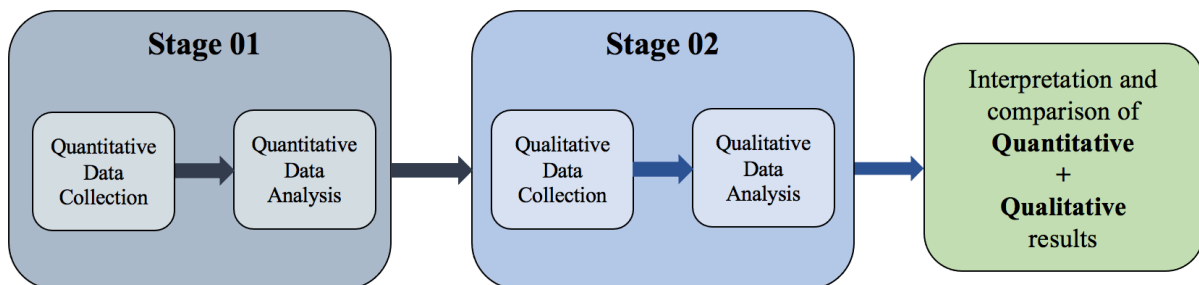 Stage 01
Quantitative
Data
Collection
Quantitative
Data
Analysis
Stage 02
Qualitative
Data
Collection
Qualitative
Data
Analysis
Interpretation and
comparison of
Quantitative
+
Qualitative
results